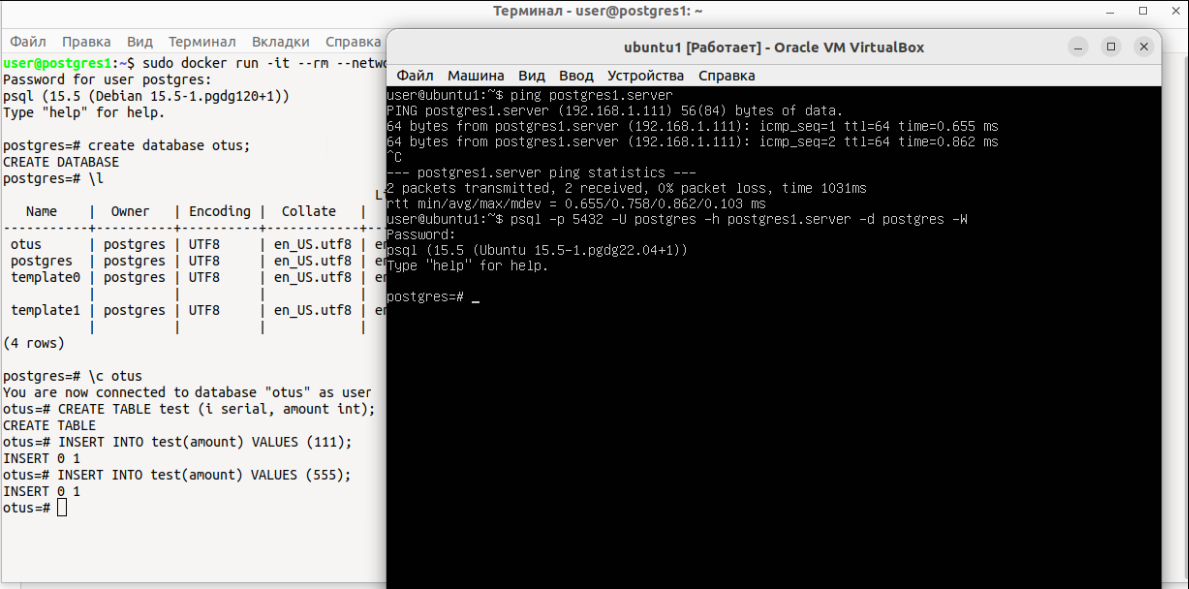 Терминал - user@postgres1: ~
Файл Правка Вид Терминал Вкладки Справка
user@postgres1:~$ sudo docker run -it --rm --netwo
Password for user postgres:
psql (15.5 (Debian 15.5-1.pgdg120+1))
Type "help" for help.
postgres=# create database otus;
CREATE DATABASE
postgres=# \l
Name | Owner | Encoding | Collate |
-----------+----------+----------+------------+
otus | postgres | UTF8 | en_US.utf8 | en
postgres | postgres | UTF8 | en_US.utf8 | en
template0 | postgres | UTF8 | en_US.utf8 | en
| | | |
template1 | postgres | UTF8 | en_US.utf8 | en
| | | |
(4 rows)
postgres=# \c otus
You are now connected to database "otus" as user
otus=# CREATE TABLE test (i serial, amount int);
CREATE TABLE
otus=# INSERT INTO test(amount) VALUES (111);
INSERT 0 1
otus=# INSERT INTO test(amount) VALUES (555);
INSERT 0 1
otus=#
ubuntu1 [Работает] - Oracle VM VirtualBox
Файл Машина Вид Ввод Устройства Справка
user@ubuntu1:~$ ping postgres1.server
PING postgres1.server (192.168.1.111) 56(84) bytes of data.
64 bytes from postgres1.server (192.168.1.111): icmp_seq=1 ttl=64 time=0.655 ms
64 bytes from postgres1.server (192.168.1.111): icmp_seq=2 ttl=64 time=0.862 ms
^C
--- postgres1.server ping statistics ---
2 packets transmitted, 2 received, 0% packet loss, time 1031ms
rtt min/avg/max/mdev = 0.655/0.758/0.862/0.103 ms
user@ubuntu1:~$ psql -p 5432 -U postgres -h postgres1.server -d postgres -W
Password:
psql (15.5 (Ubuntu 15.5-1.pgdg22.04+1))
Type "help" for help.
postgres=# _